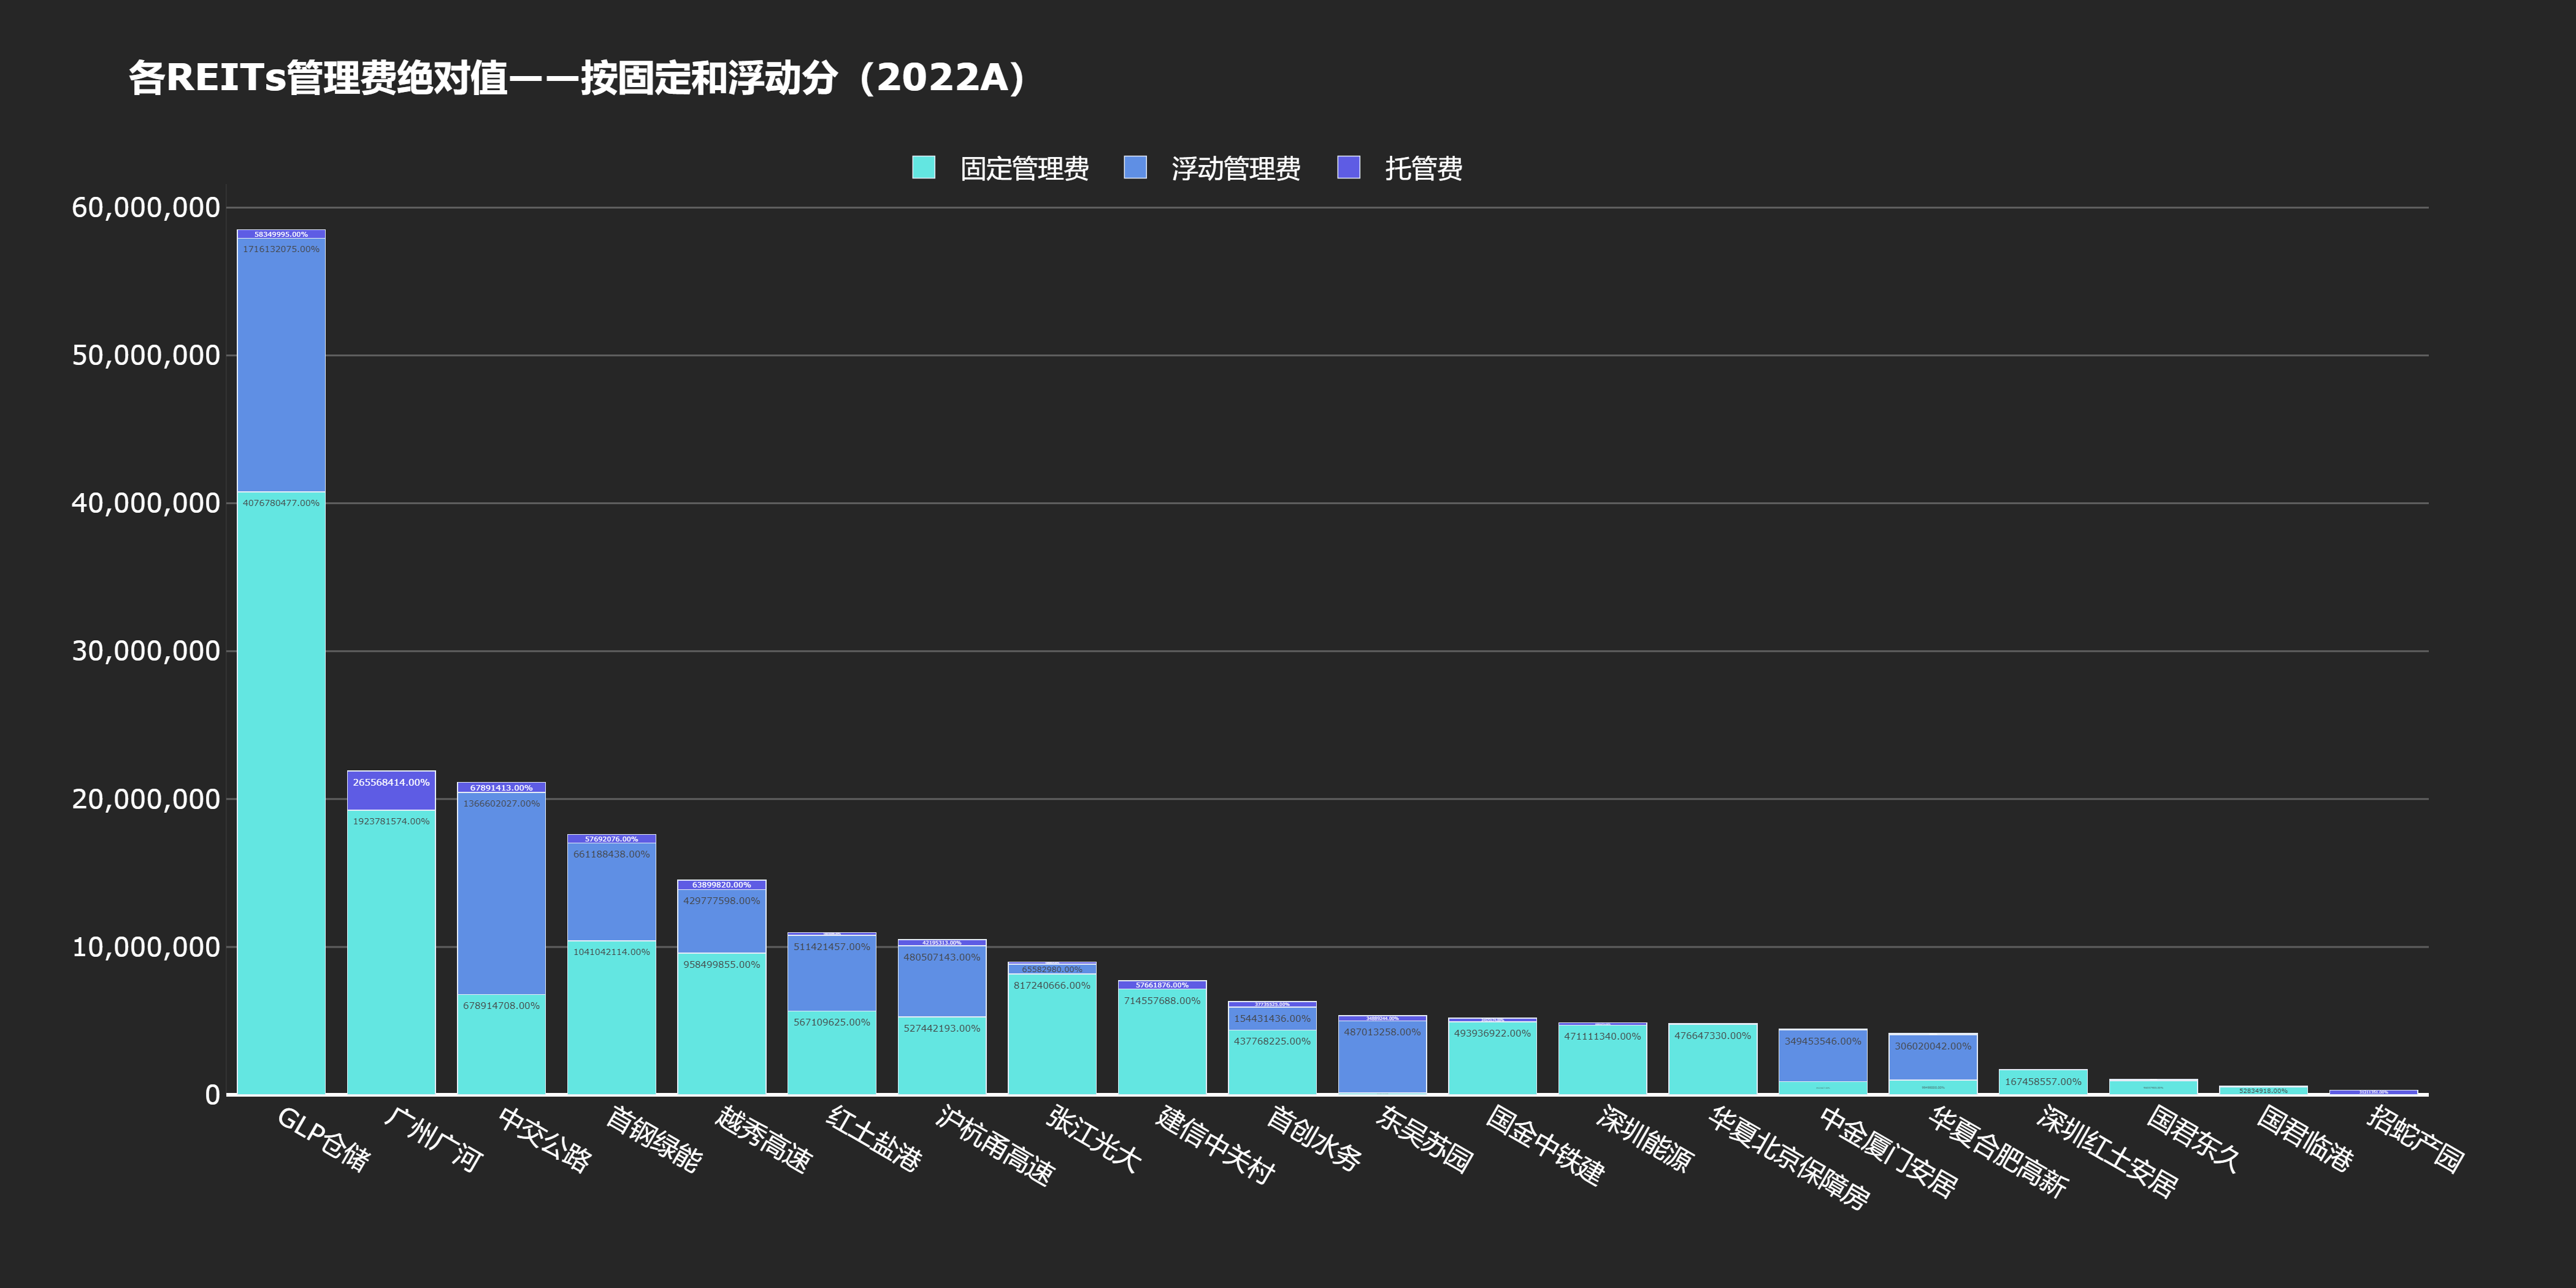 各REITs管理费绝对值——按固定和浮动分（2022A）
固定管理费 浮动管理费 托管费
60,000,000
50,000,000
40,000,000
30,000,000
20,000,000
10,000,000
0
58349995.00%
1716132075.00%
4076780477.00%
265568414.00%
1923781574.00%
67891413.00%
1366602027.00%
678914708.00%
57692076.00%
661188438.00%
1041042114.00%
63899820.00%
429777598.00%
958499855.00%
511421457.00%
567109625.00%
42195313.00%
480507143.00%
527442193.00%
65582980.00%
817240666.00%
57661876.00%
714557688.00%
154431436.00%
437768225.00%
487013258.00%
493936922.00%
471111340.00%
476647330.00%
349453546.00%
306020042.00%
167458557.00%
52834918.00%
GLP仓储
广州广河
中交公路
首钢绿能
越秀高速
红土盐港
沪杭甬高速
张江光大
建信中关村
首创水务
东吴苏园
国金中铁建
深圳能源
华夏北京保障房
中金厦门安居
华夏合肥高新
深圳红土安居
国君东久
国君临港
招蛇产园